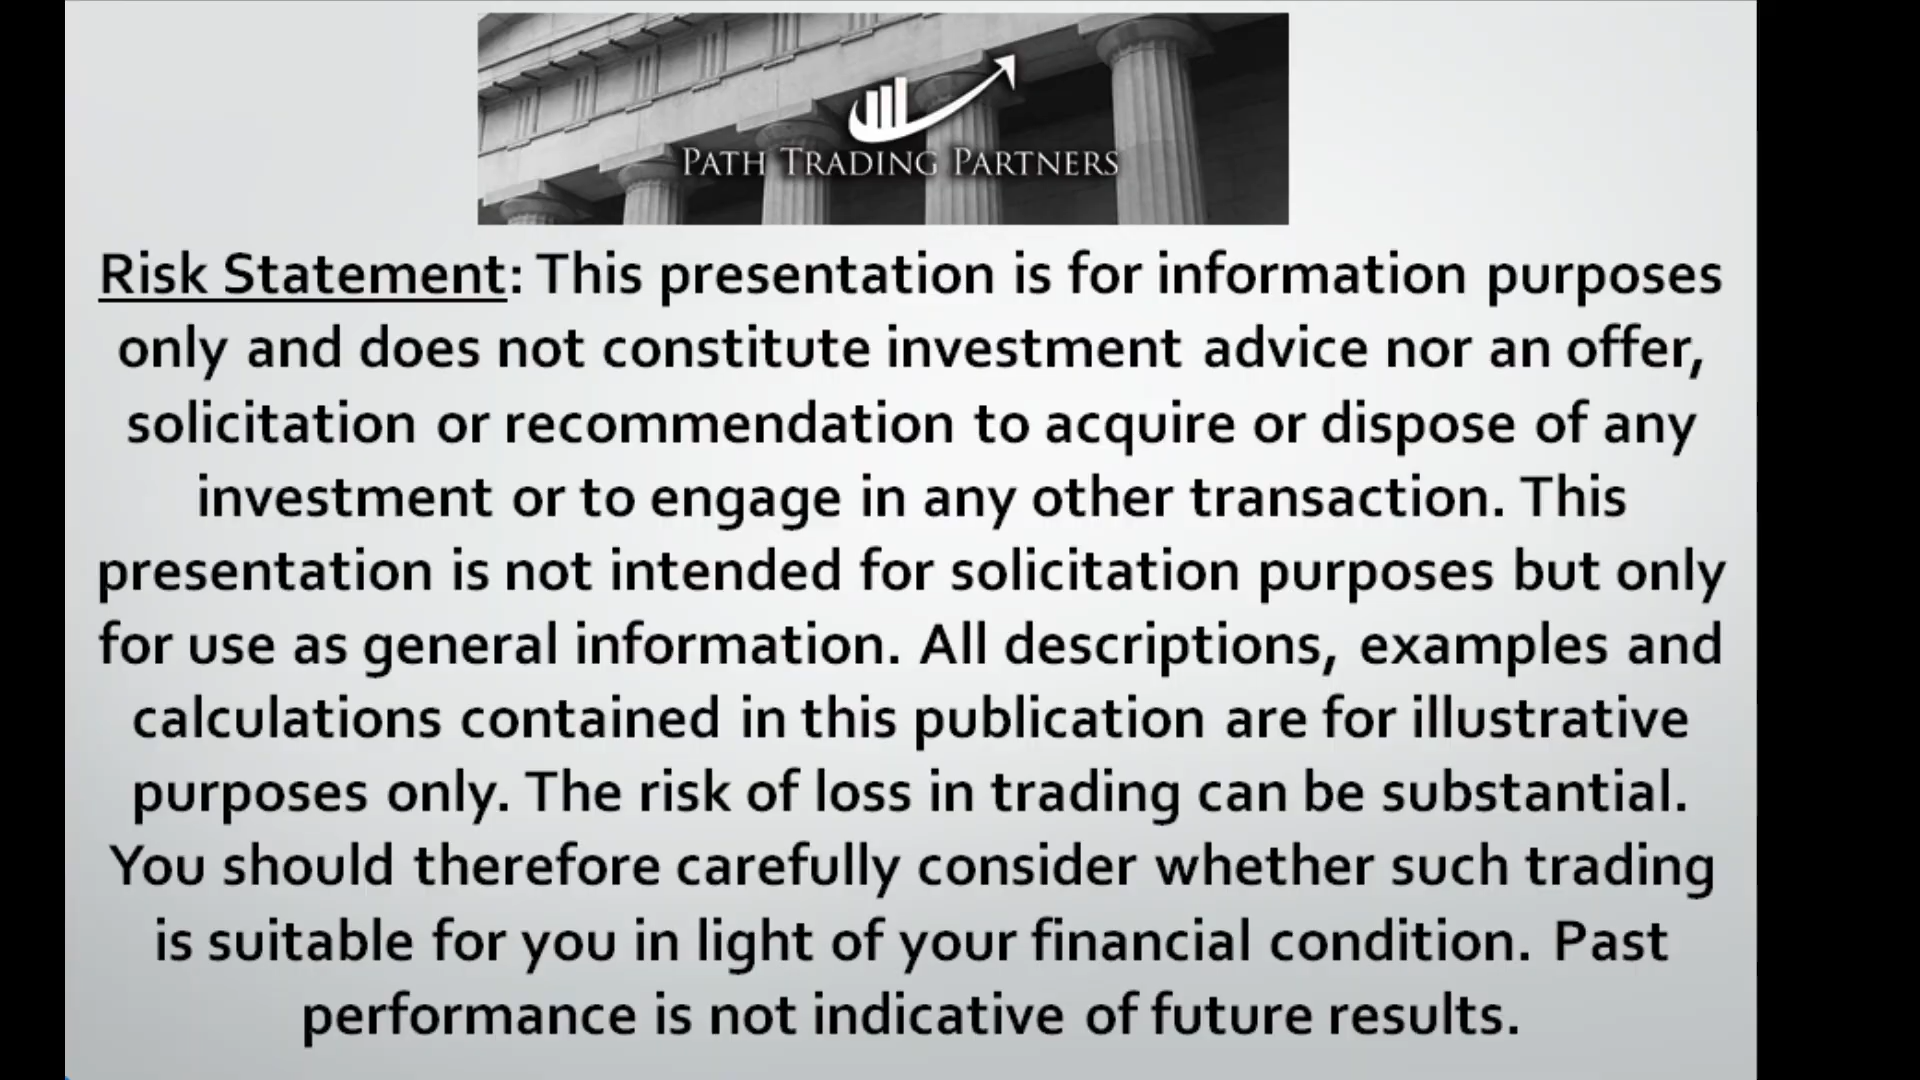 PATH TRADING PARTNERS
Risk Statement: This presentation is for information purposes
only and does not constitute investment advice nor an offer,
solicitation or recommendation to acquire or dispose of any
investment or to engage in any other transaction. This
presentation is not intended for solicitation purposes but only
for use as general information. All descriptions, examples and
calculations contained in this publication are for illustrative
purposes only. The risk of loss in trading can be substantial.
You should therefore carefully consider whether such trading
is suitable for you in light of your financial condition. Past
performance is not indicative of future results.